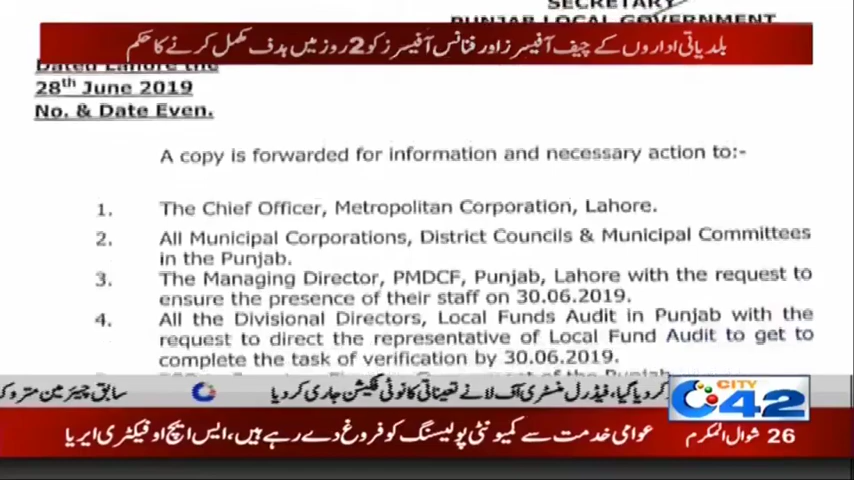 SECRETARY
PUNJAB LOCAL GOVERNMENT
بلدیاتی اداروں کے چیف آفیسرز اور فنانس آفیسرز کو 2 روز میں ہدف مکمل کرنے کا حکم
Dated Lahore the
28th June 2019
No. & Date Even.
A copy is forwarded for information and necessary action to:-
1. The Chief Officer, Metropolitan Corporation, Lahore.
2. All Municipal Corporations, District Councils & Municipal Committees
in the Punjab.
3. The Managing Director, PMDCF, Punjab, Lahore with the request to
ensure the presence of their staff on 30.06.2019.
4. All the Divisional Directors, Local Funds Audit in Punjab with the
request to direct the representative of Local Fund Audit to get to
complete the task of verification by 30.06.2019.
کردیا گیا، فیڈرل منسٹری آف لا نے تعیناتی کا نوٹیفکیشن جاری کردیا
سابق چیئرمین متروکہ
CITY 42
عوامی خدمت سے کمیونٹی پولیسنگ کو فروغ دے رہے ہیں، ایس ایچ او فیکٹری ایریا
26 شوال المکرم